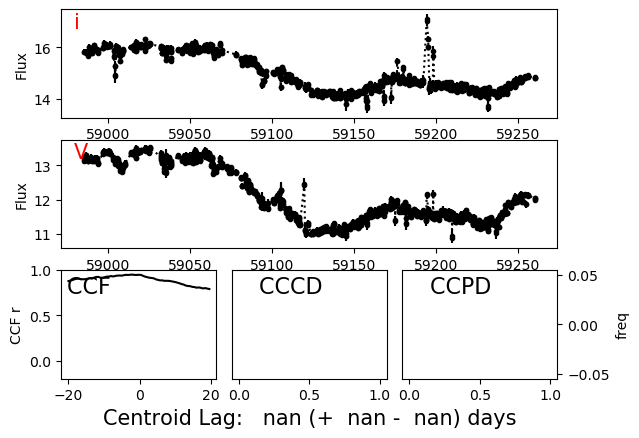 i
Flux
16
14
59000 59050 59100 59150 59200 59250
V
Flux
13
12
11
59000 59050 59100 59150 59200 59250
CCF
CCCD
CCPD
CCF r
1.0
0.5
0.0
0.05
0.00
−0.05
freq
−20 0 20
0.0 0.5 1.0
0.0 0.5 1.0
Centroid Lag: nan (+ nan - nan) days